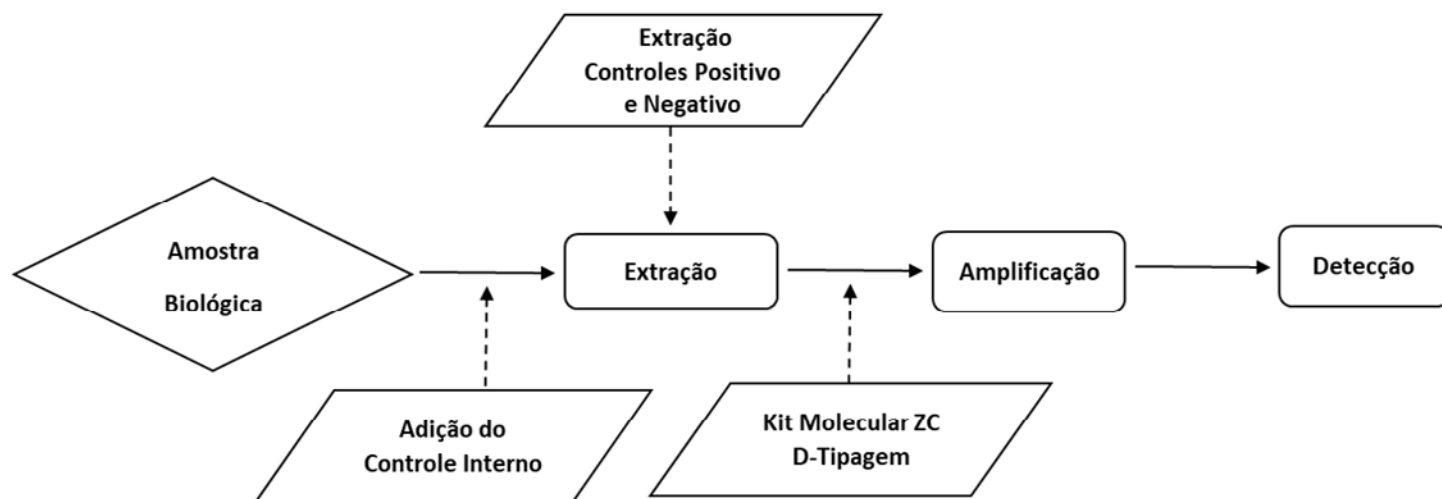 Extração
Controles Positivo
e Negativo
Amostra
Biológica
Extração
Amplificação
Detecção
Adição do
Controle Interno
Kit Molecular ZC
D-Tipagem